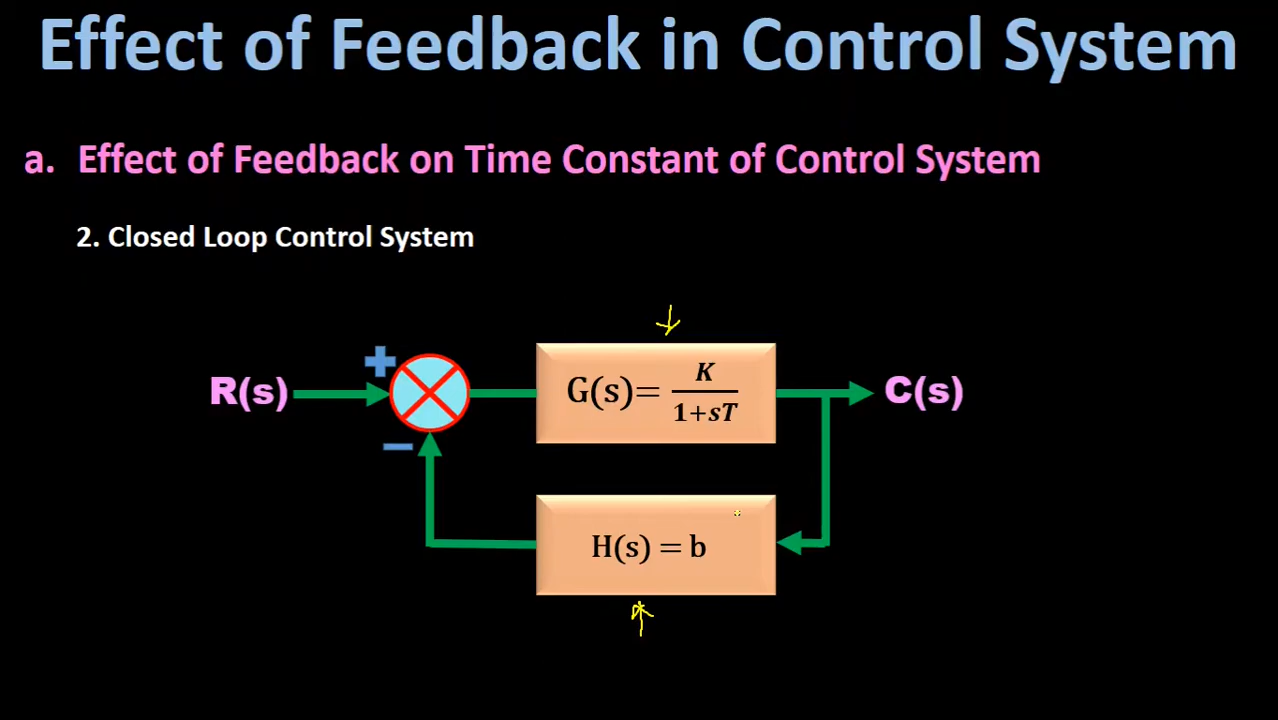 Effect of Feedback in Control System
a. Effect of Feedback on Time Constant of Control System
2. Closed Loop Control System
+
R(s)
G(s)= K/1+sT
C(s)
−
H(s) = b